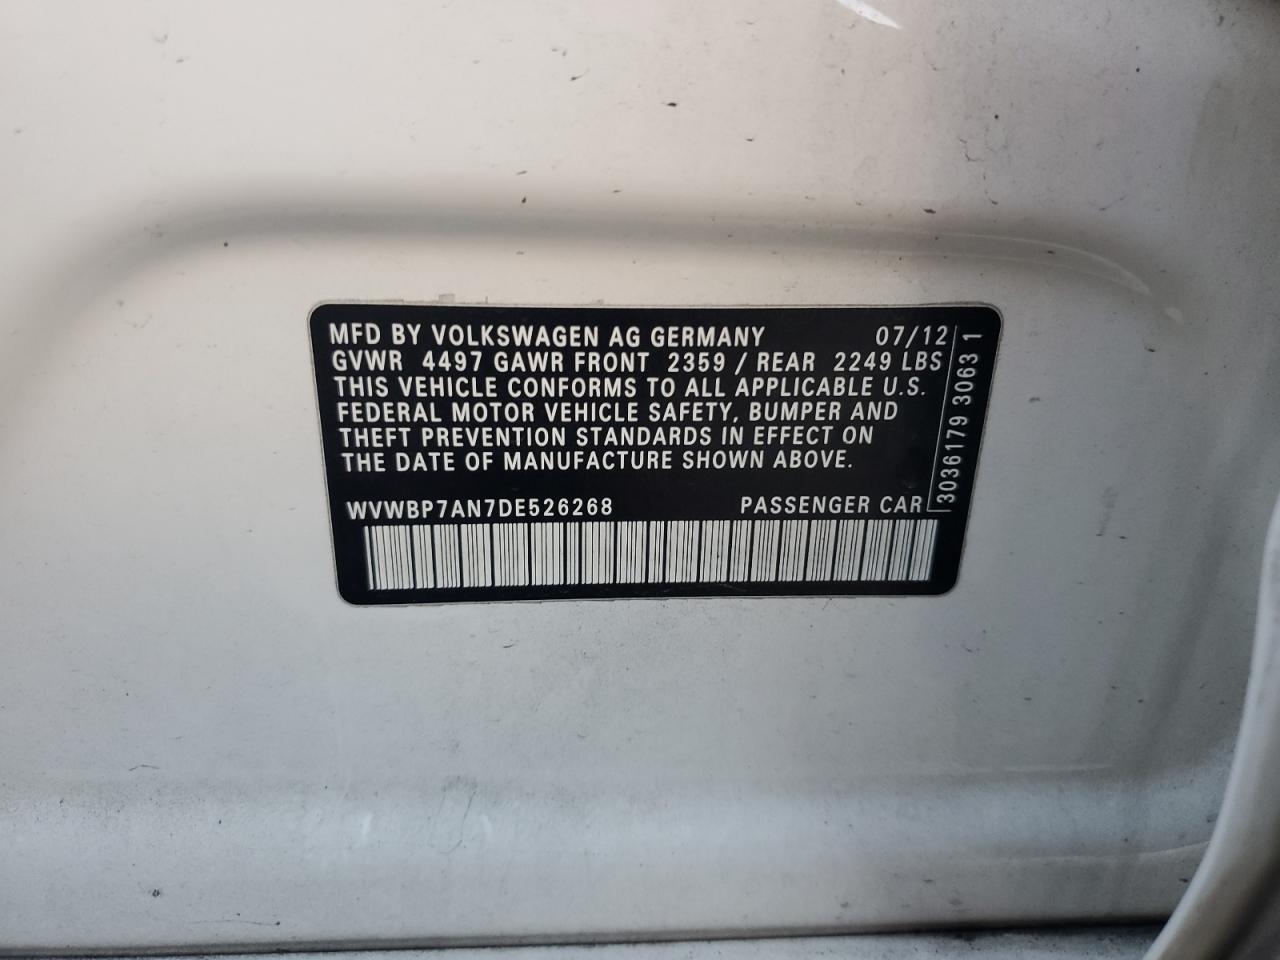 MFD BY VOLKSWAGEN AG GERMANY 07/12
GVWR 4497 GAWR FRONT 2359 / REAR 2249 LBS
THIS VEHICLE CONFORMS TO ALL APPLICABLE U.S.
FEDERAL MOTOR VEHICLE SAFETY, BUMPER AND
THEFT PREVENTION STANDARDS IN EFFECT ON
THE DATE OF MANUFACTURE SHOWN ABOVE.
WVWBP7AN7DE526268 PASSENGER CAR
3036179 3063 1